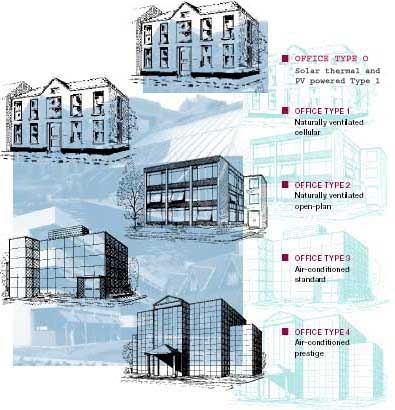 OFFICE TYPE 0
Solar thermal and
PV powered Type 1
OFFICE TYPE 1
Naturally ventilated
cellular
OFFICE TYPE 2
Naturally ventilated
open-plan
OFFICE TYPE 3
Air-conditioned
standard
OFFICE TYPE 4
Air-conditioned
prestige